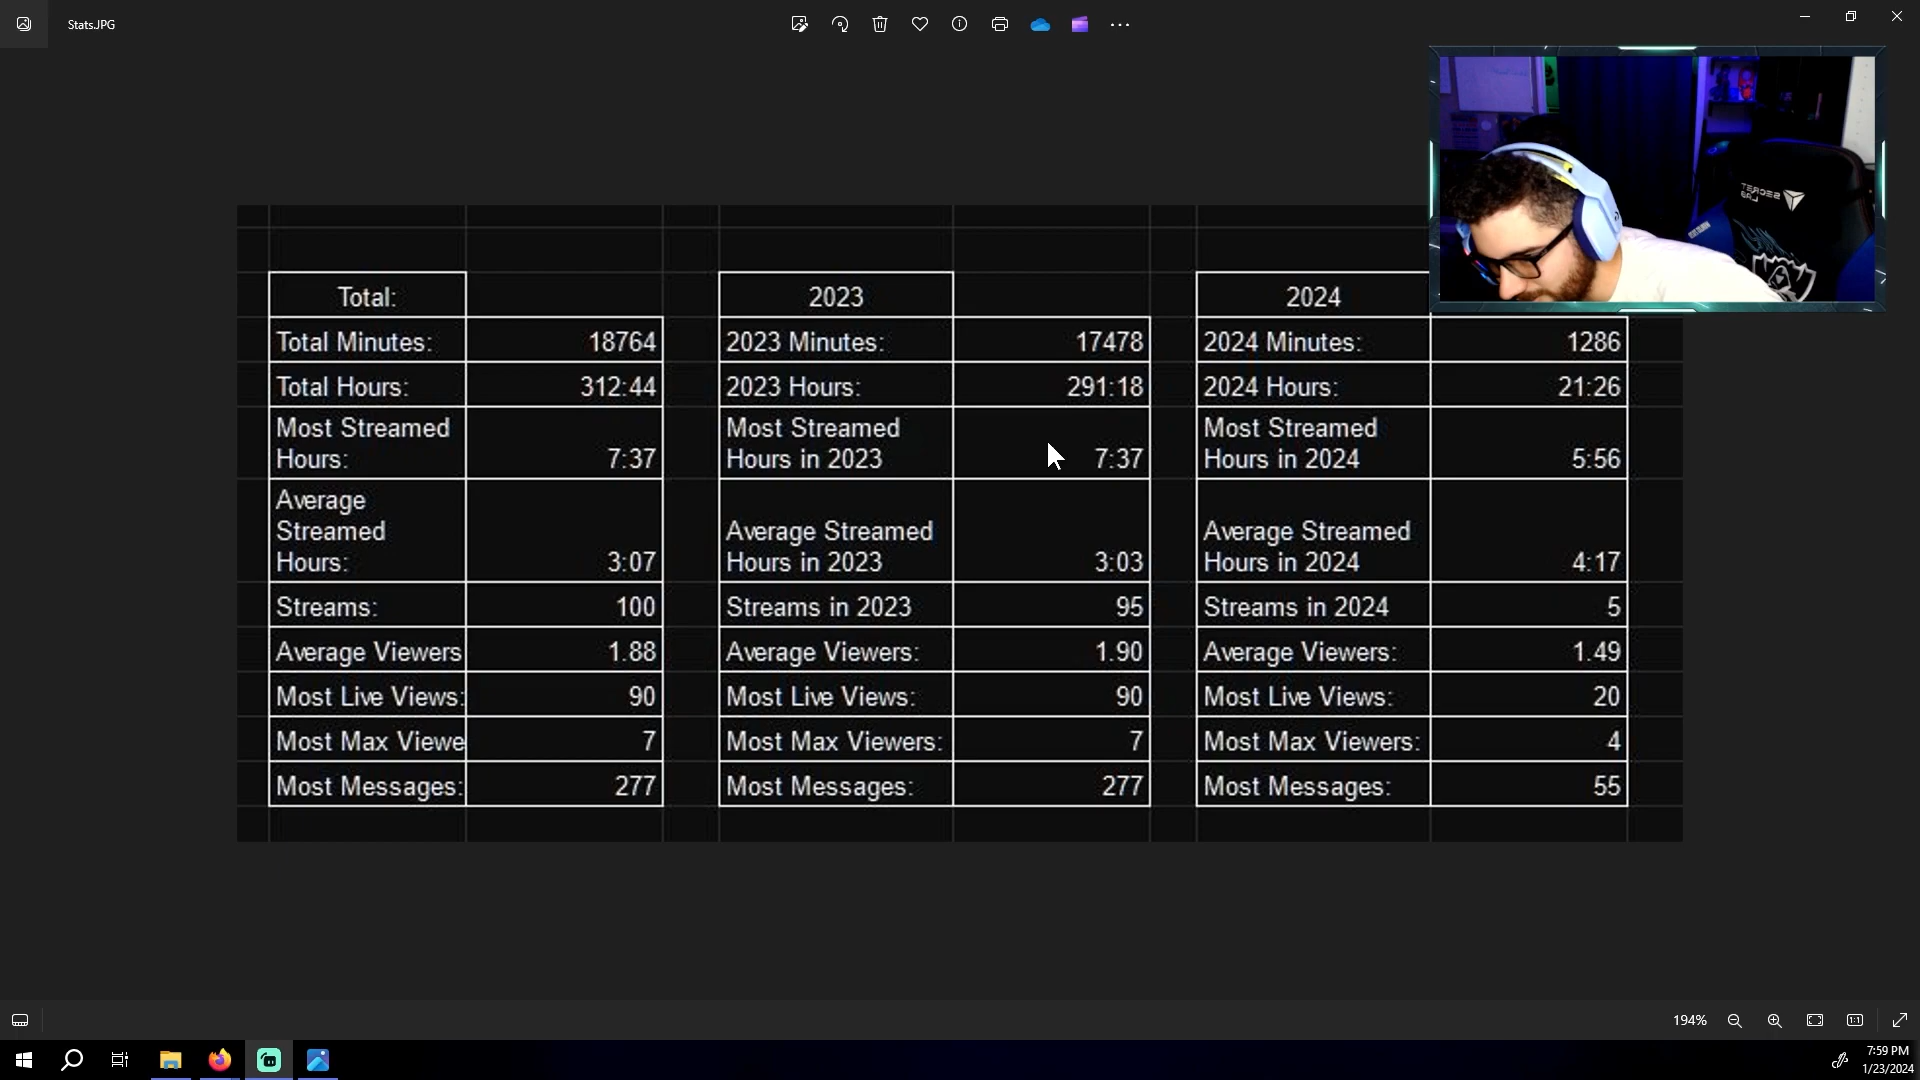 Stats.JPG
Total:
Total Minutes: 18764
Total Hours: 312:44
Most Streamed
Hours: 7:37
Average
Streamed
Hours: 3:07
Streams: 100
Average Viewers 1.88
Most Live Views: 90
Most Max Viewe 7
Most Messages: 277
2023
2023 Minutes: 17478
2023 Hours: 291:18
Most Streamed
Hours in 2023 7:37
Average Streamed
Hours in 2023 3:03
Streams in 2023 95
Average Viewers: 1.90
Most Live Views: 90
Most Max Viewers: 7
Most Messages: 277
2024
2024 Minutes: 1286
2024 Hours: 21:26
Most Streamed
Hours in 2024 5:56
Average Streamed
Hours in 2024 4:17
Streams in 2024 5
Average Viewers: 1.49
Most Live Views: 20
Most Max Viewers: 4
Most Messages: 55
SECRET
LAB
194%
1:1
7:59 PM
1/23/2024